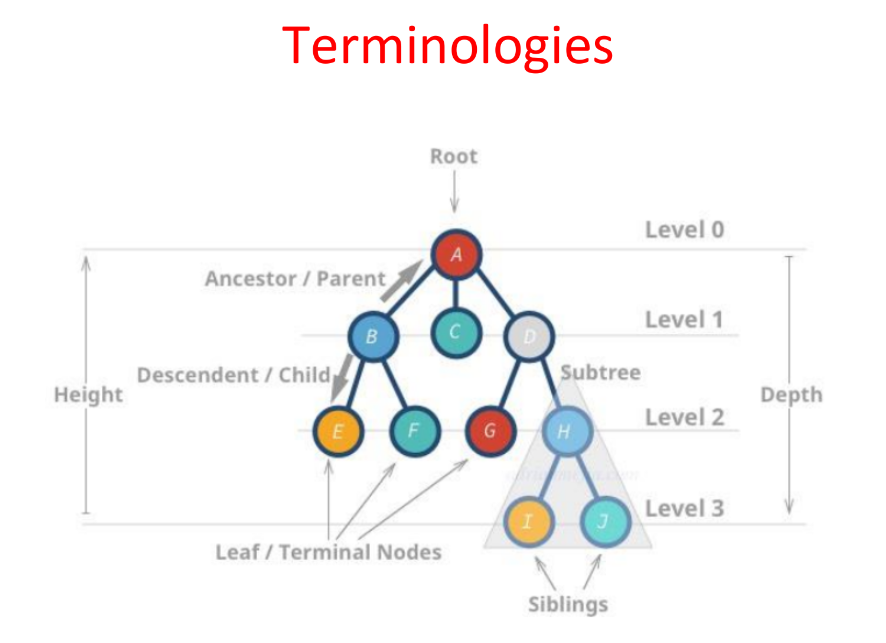 Terminologies
Root
Level 0
A
Ancestor / Parent
Level 1
B
C
D
Descendent / Child
Subtree
Height
Depth
Level 2
E
F
G
H
Level 3
I
J
Leaf / Terminal Nodes
Siblings